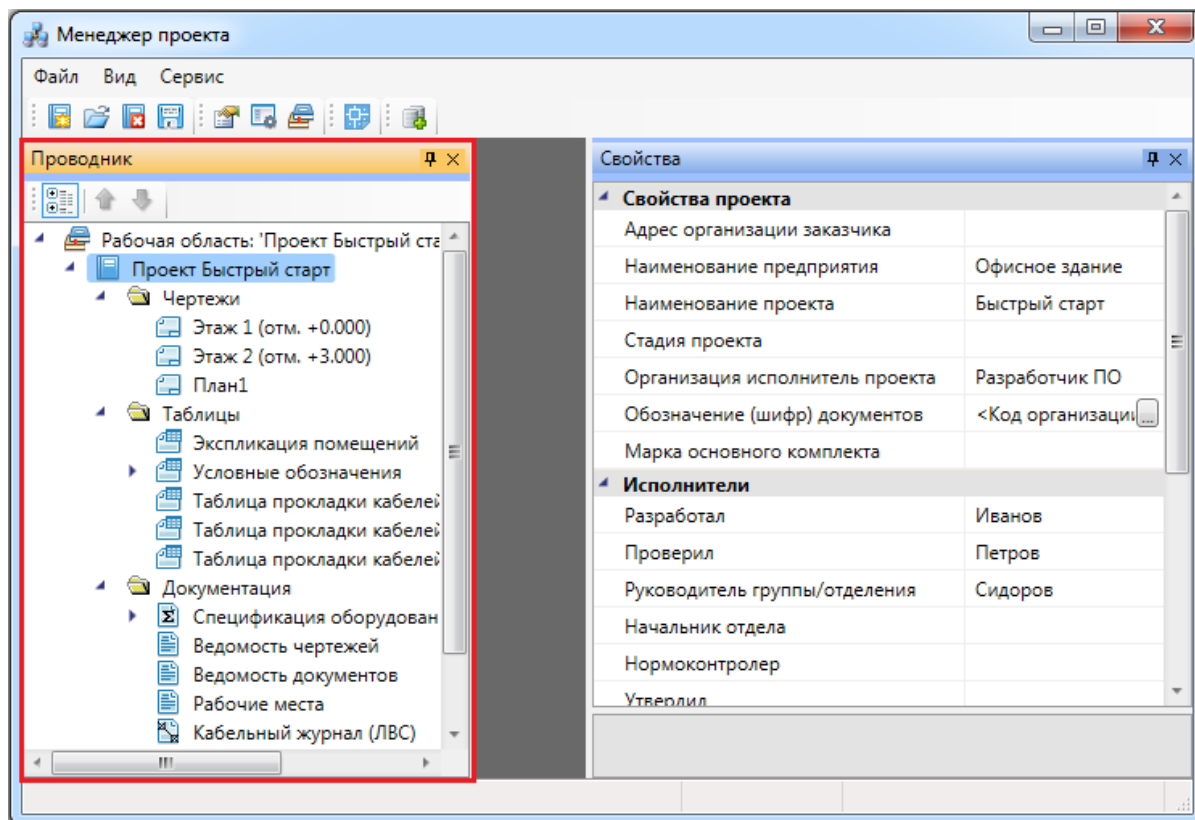 Менеджер проекта
Файл Вид Сервис
Проводник
Рабочая область: 'Проект Быстрый ста
Проект Быстрый старт
Чертежи
Этаж 1 (отм. +0.000)
Этаж 2 (отм. +3.000)
План1
Таблицы
Экспликация помещений
Условные обозначения
Таблица прокладки кабелей
Таблица прокладки кабелей
Таблица прокладки кабелей
Документация
Спецификация оборудован
Ведомость чертежей
Ведомость документов
Рабочие места
Кабельный журнал (ЛВС)
Свойства
Свойства проекта
Адрес организации заказчика
Наименование предприятия Офисное здание
Наименование проекта Быстрый старт
Стадия проекта
Организация исполнитель проекта Разработчик ПО
Обозначение (шифр) документов <Код организации ...
Марка основного комплекта
Исполнители
Разработал Иванов
Проверил Петров
Руководитель группы/отделения Сидоров
Начальник отдела
Нормоконтролер
Утвердил